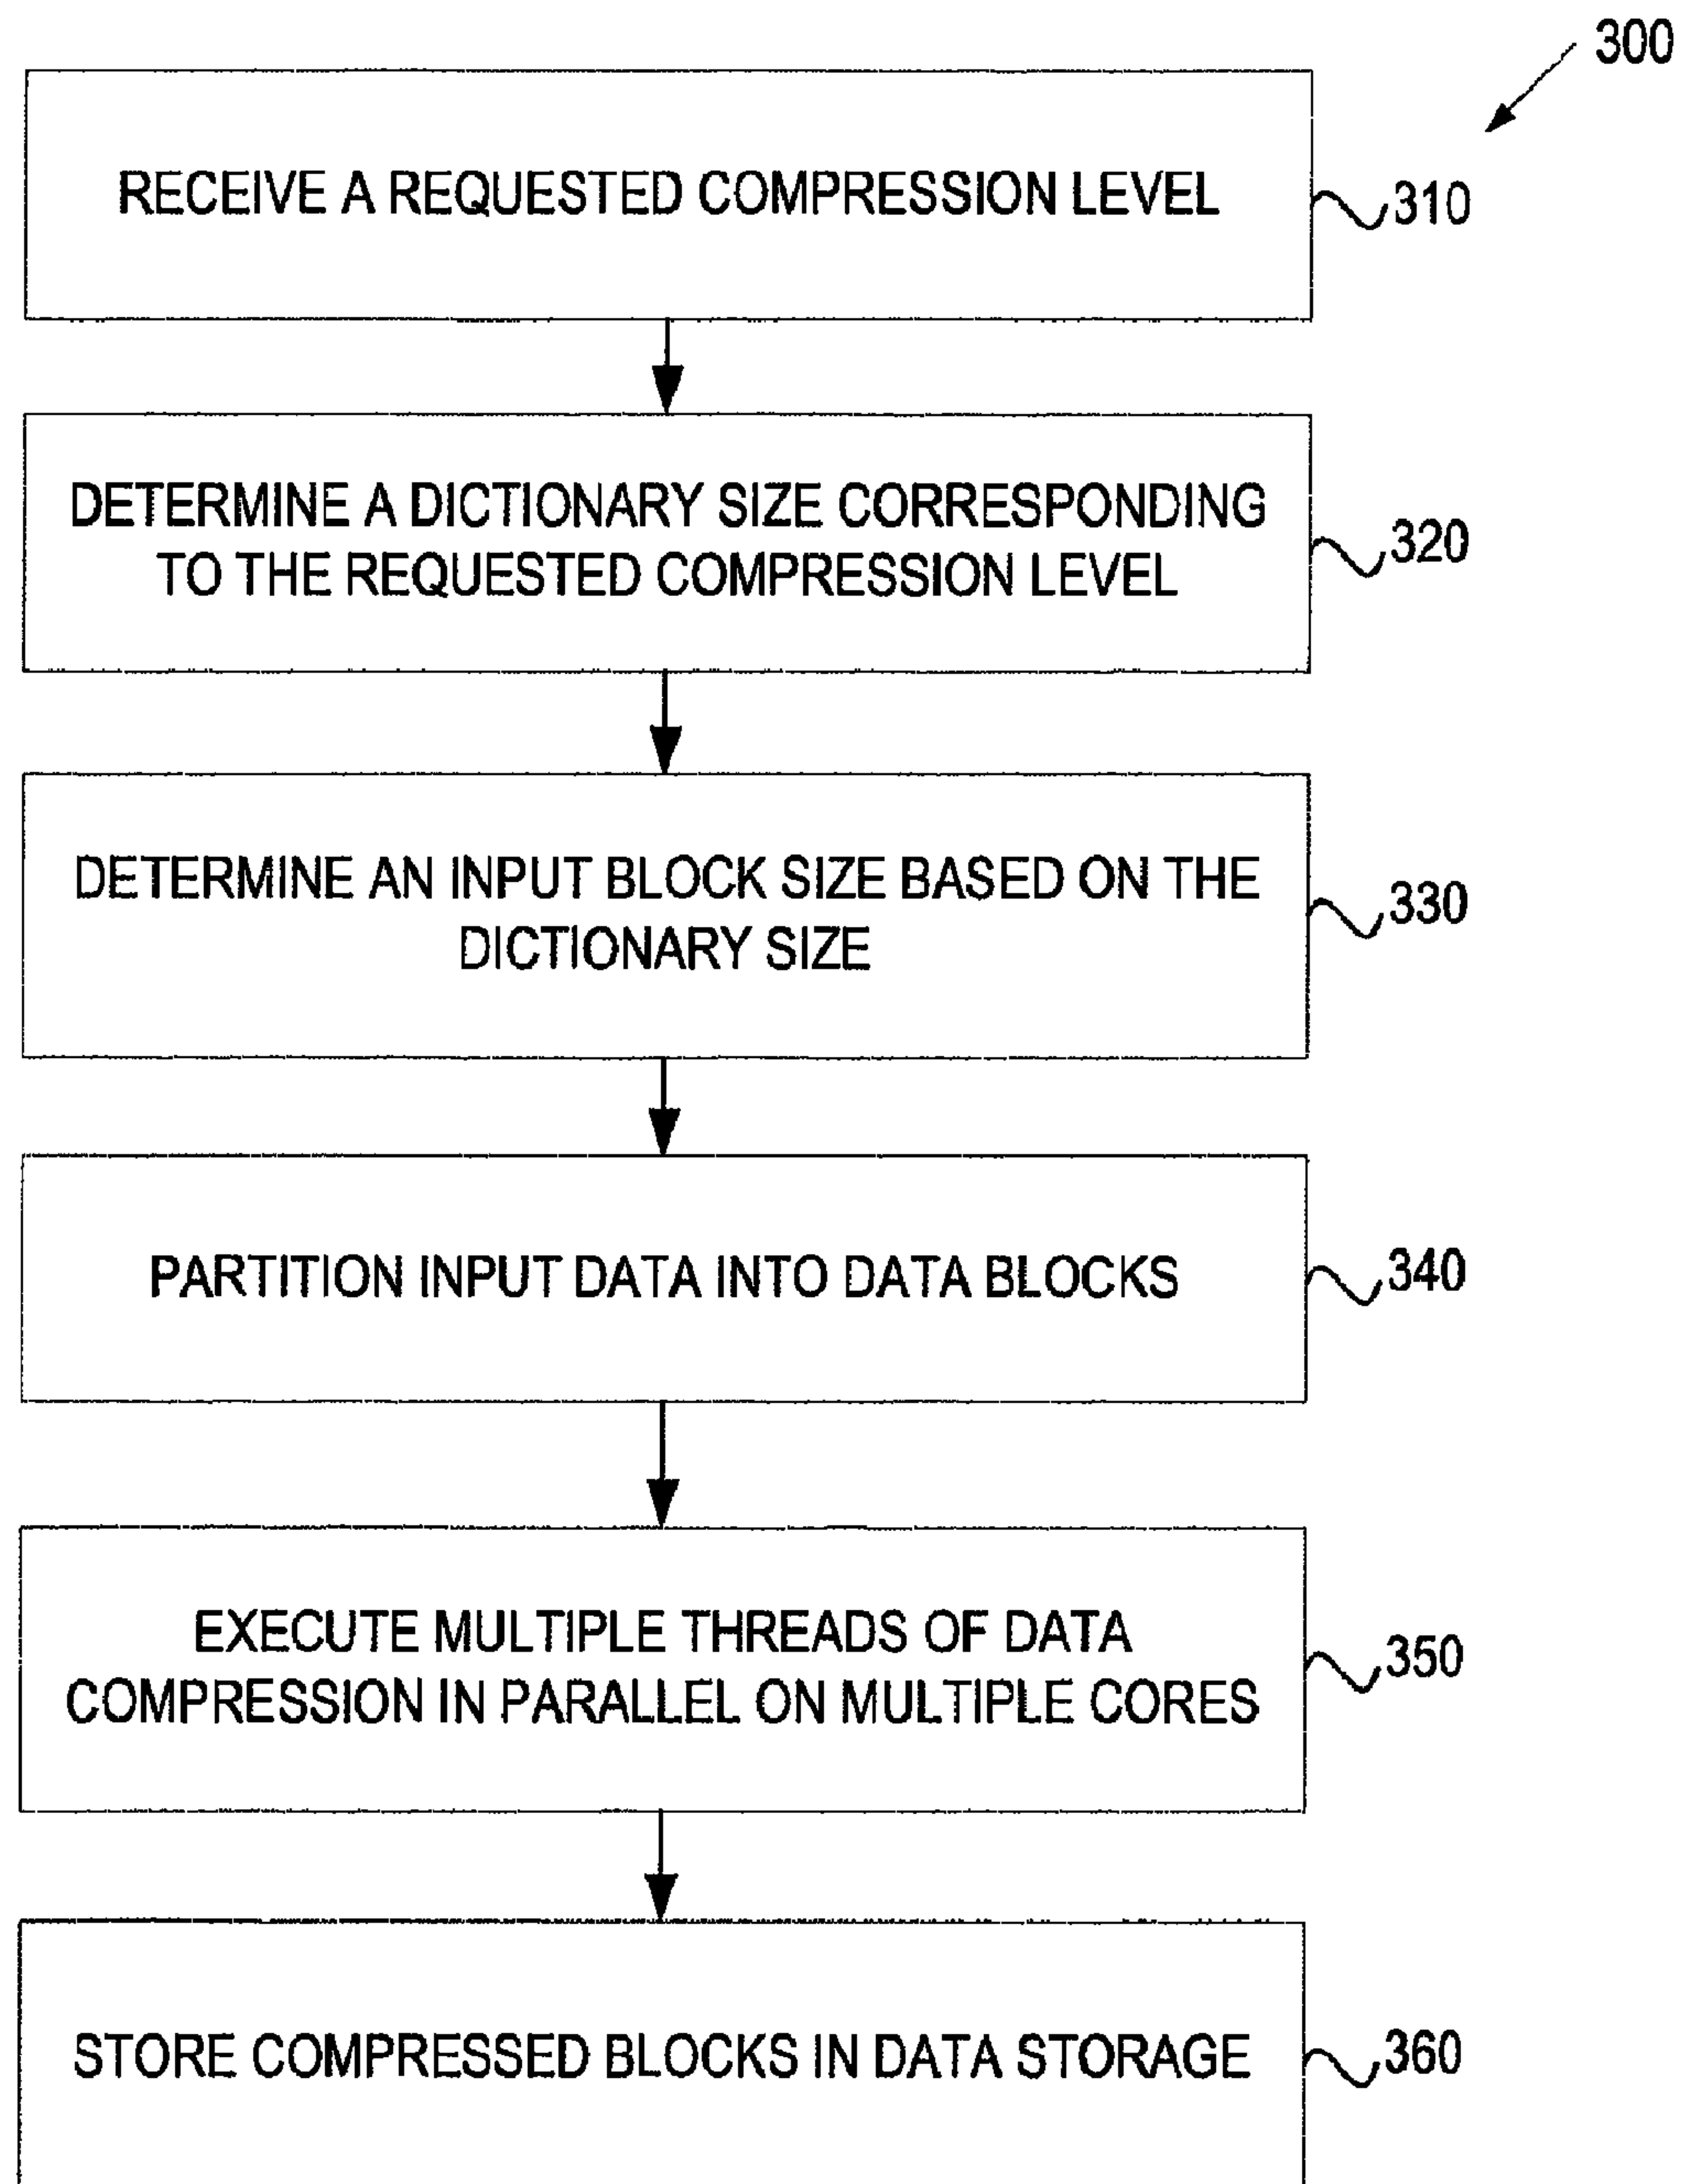 300
RECEIVE A REQUESTED COMPRESSION LEVEL
310
DETERMINE A DICTIONARY SIZE CORRESPONDING
TO THE REQUESTED COMPRESSION LEVEL
320
DETERMINE AN INPUT BLOCK SIZE BASED ON THE
DICTIONARY SIZE
330
PARTITION INPUT DATA INTO DATA BLOCKS
340
EXECUTE MULTIPLE THREADS OF DATA
COMPRESSION IN PARALLEL ON MULTIPLE CORES
350
STORE COMPRESSED BLOCKS IN DATA STORAGE
360